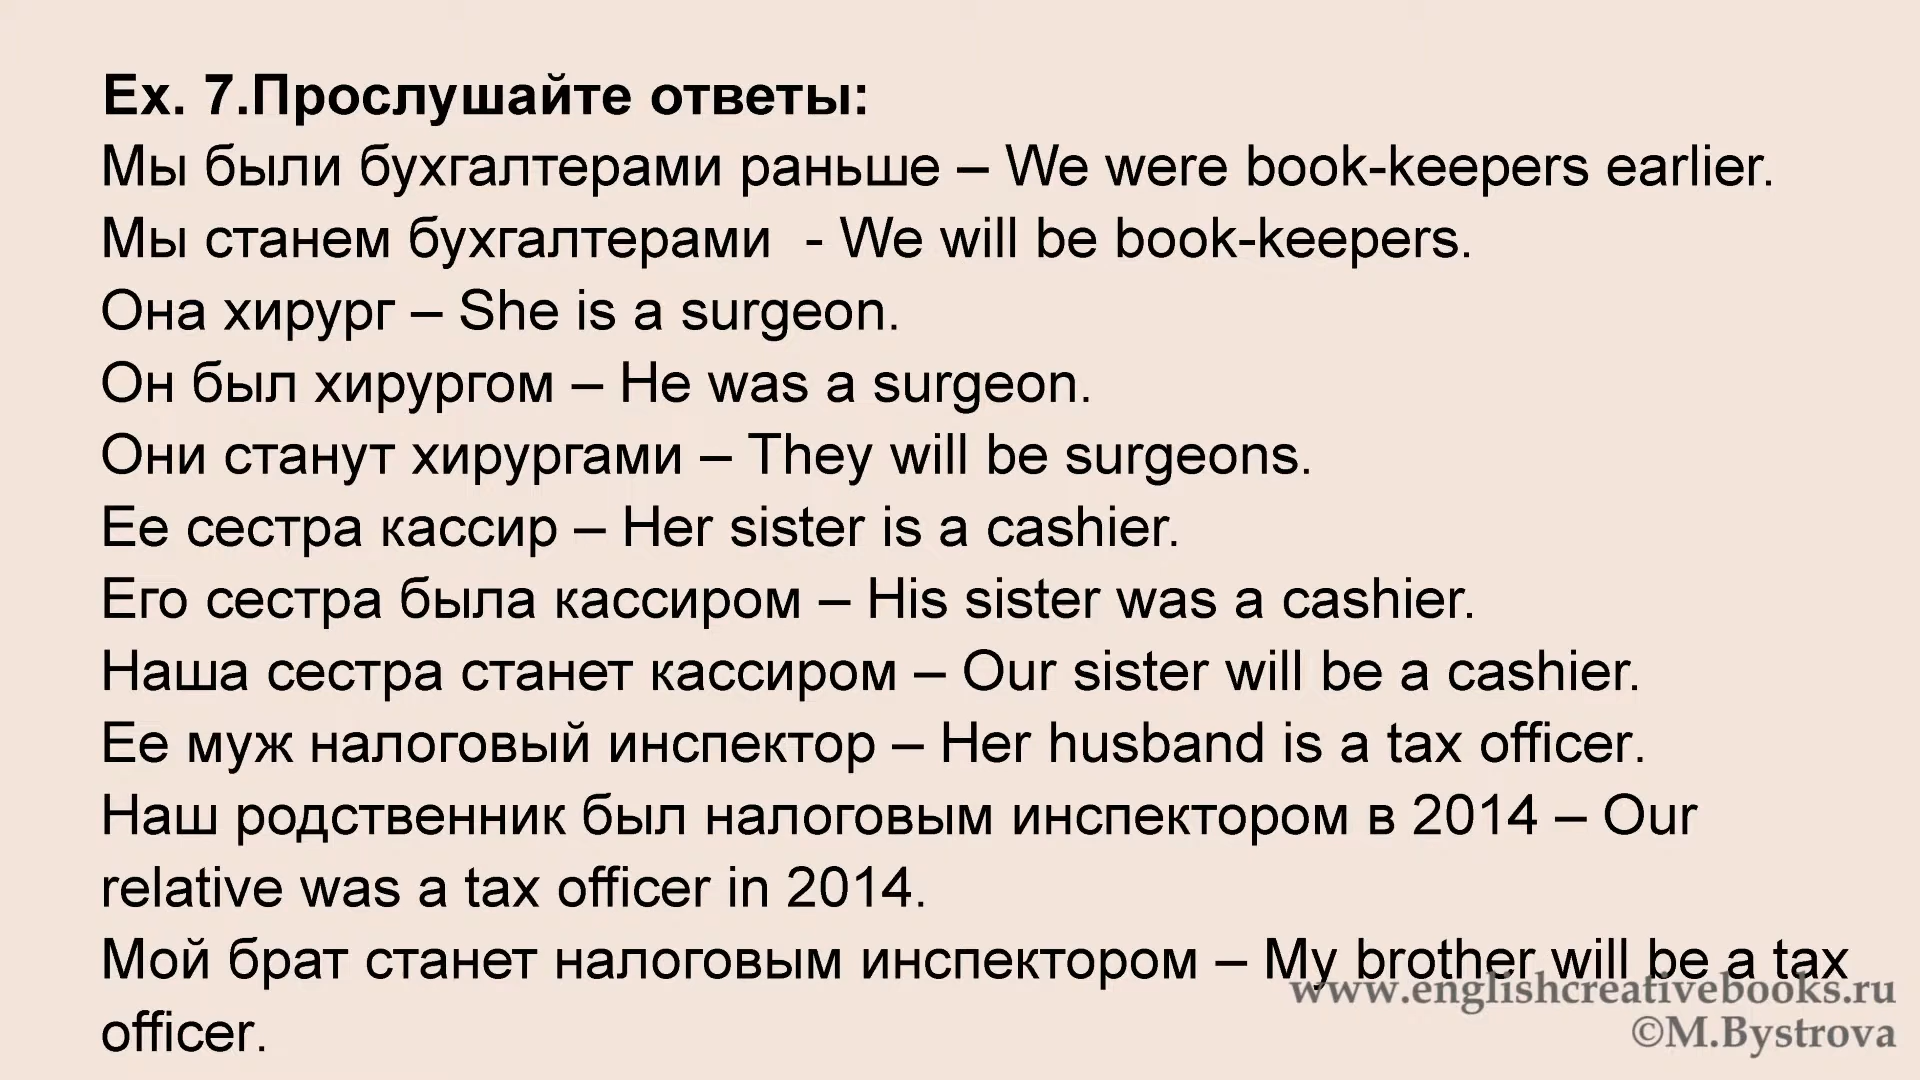 Ex. 7.Прослушайте ответы:
Мы были бухгалтерами раньше – We were book-keepers earlier.
Мы станем бухгалтерами  - We will be book-keepers.
Она хирург – She is a surgeon.
Он был хирургом – He was a surgeon.
Они станут хирургами – They will be surgeons.
Ее сестра кассир – Her sister is a cashier.
Его сестра была кассиром – His sister was a cashier.
Наша сестра станет кассиром – Our sister will be a cashier.
Ее муж налоговый инспектор – Her husband is a tax officer.
Наш родственник был налоговым инспектором в 2014 – Our
relative was a tax officer in 2014.
Мой брат станет налоговым инспектором – My brother will be a tax
officer.
www.englishcreativebooks.ru
©M.Bystrova